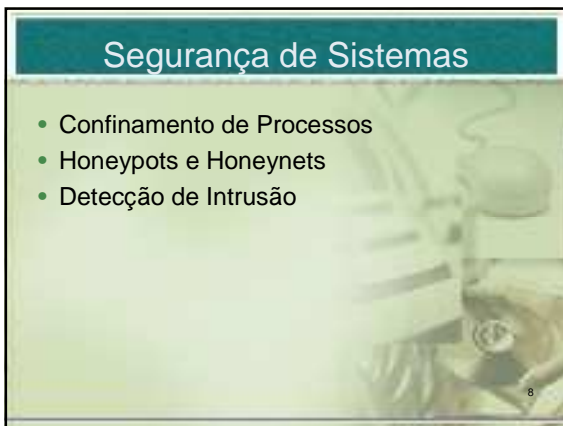 Segurança de Sistemas
• Confinamento de Processos
• Honeypots e Honeynets
• Detecção de Intrusão
8